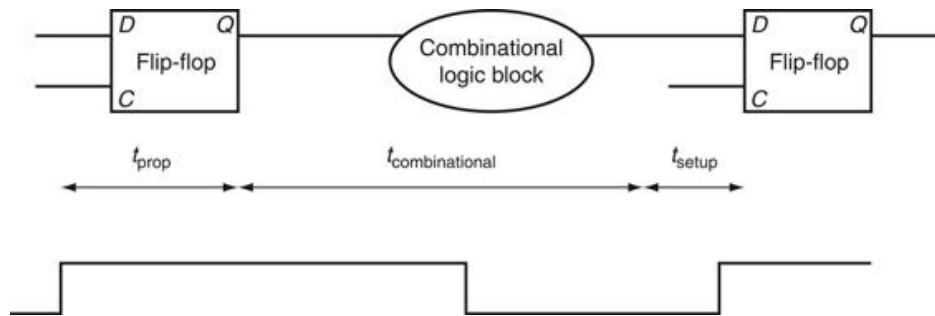 D Q
Flip-flop
C
Combinational
logic block
D Q
Flip-flop
C
tprop
tcombinational
tsetup